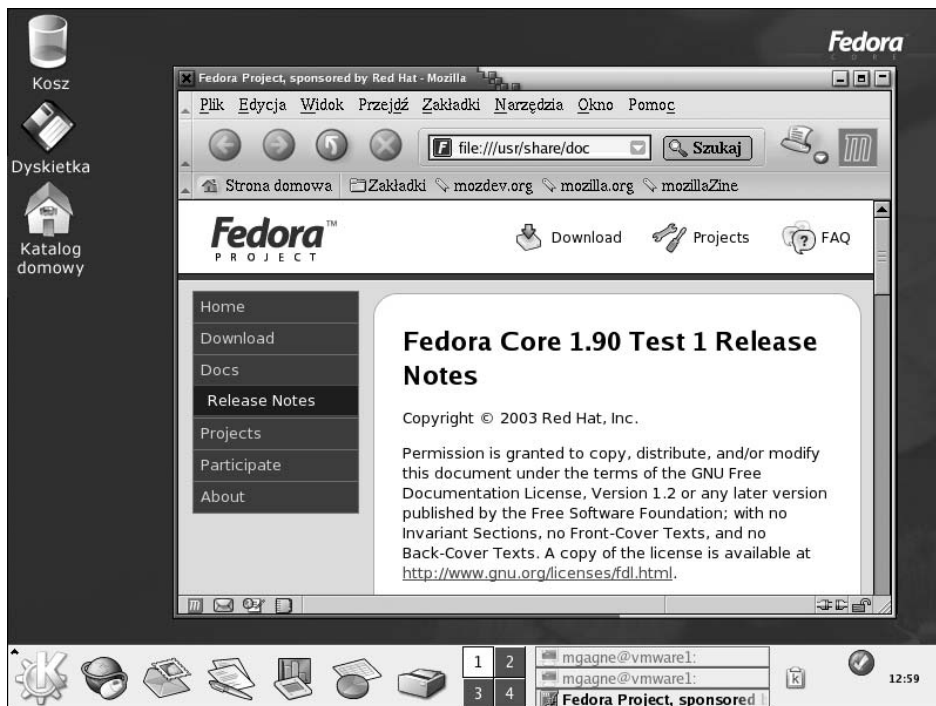 Kosz
Dyskietka
Katalog
domowy
Fedora
CORE
Fedora Project, sponsored by Red Hat - Mozilla
Plik Edycja Widok Przejdź Zakładki Narzędzia Okno Pomoc
file:///usr/share/doc
Szukaj
Strona domowa Zakładki mozdev.org mozilla.org mozillaZine
Fedora™
PROJECT
Download Projects FAQ
Home
Download
Docs
Release Notes
Projects
Participate
About
Fedora Core 1.90 Test 1 Release
Notes
Copyright © 2003 Red Hat, Inc.
Permission is granted to copy, distribute, and/or modify
this document under the terms of the GNU Free
Documentation License, Version 1.2 or any later version
published by the Free Software Foundation; with no
Invariant Sections, no Front-Cover Texts, and no
Back-Cover Texts. A copy of the license is available at
http://www.gnu.org/licenses/fdl.html.
1 2
3 4
mgagne@vmware1:
mgagne@vmware1:
Fedora Project, sponsored
12:59